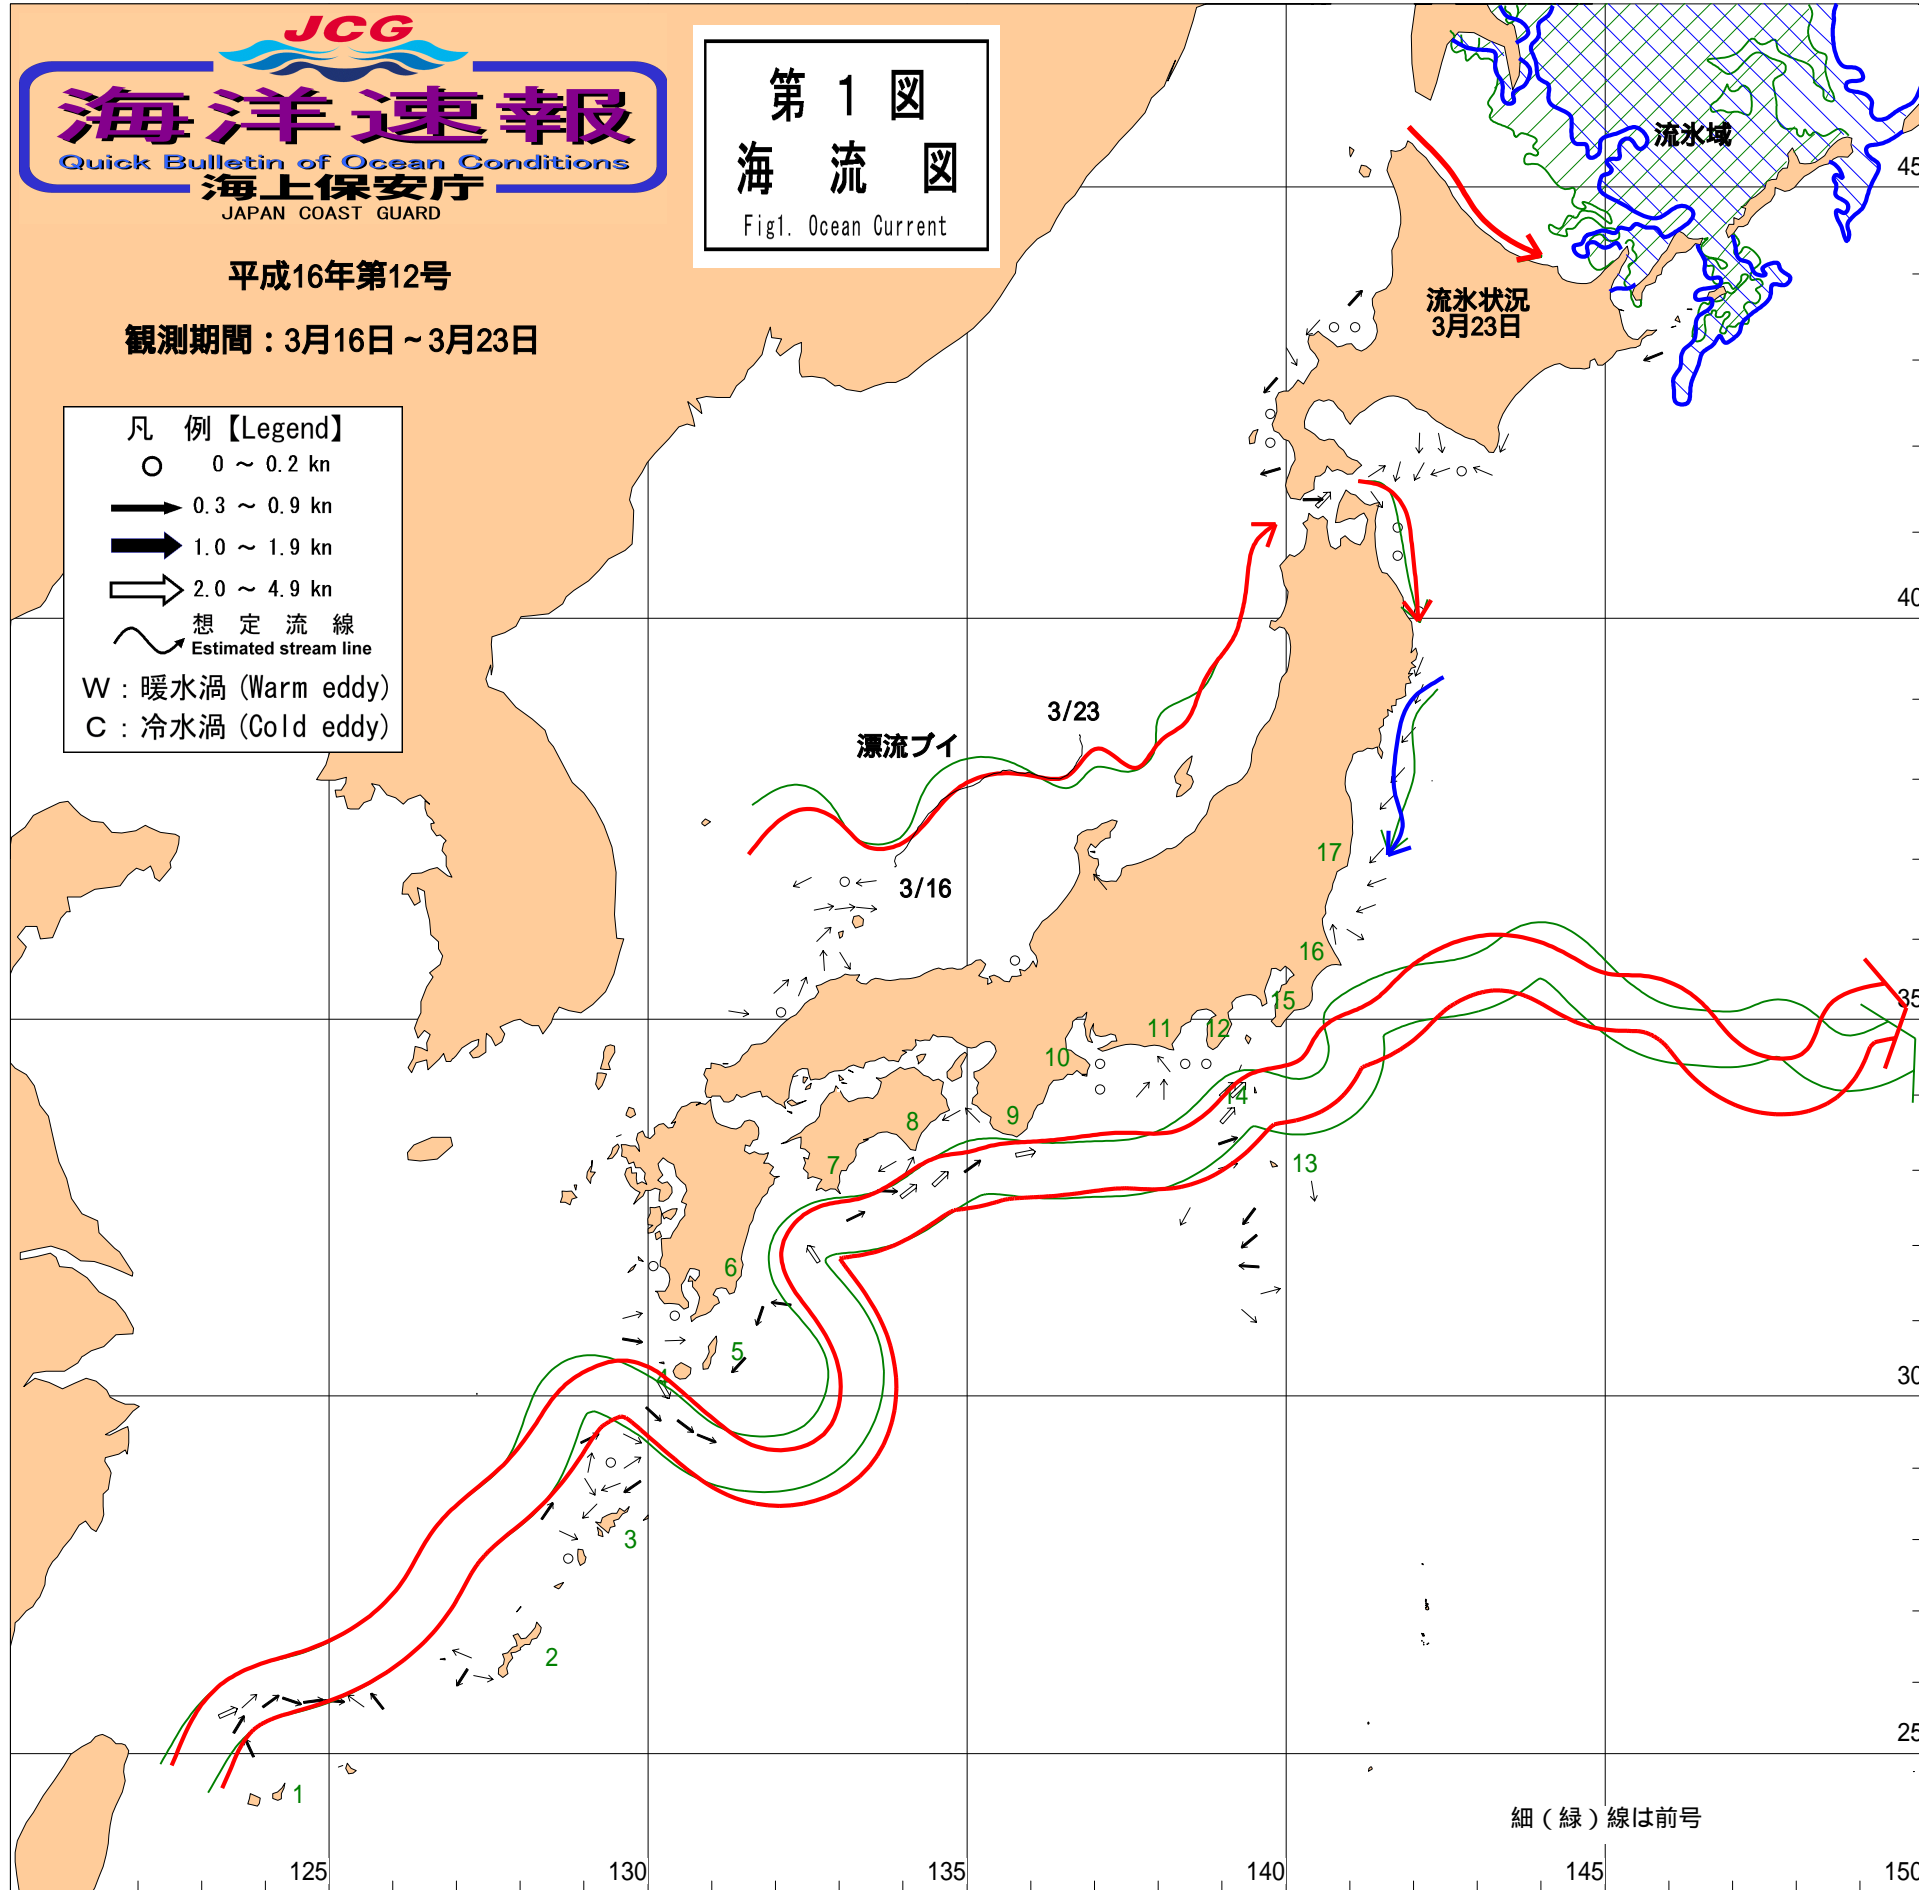 JCG
海洋速報
Quick Bulletin of Ocean Conditions
海上保安庁
JAPAN COAST GUARD
平成16年第12号
観測期間：3月16日～3月23日
第 1 図
海 流 図
Fig1. Ocean Current
凡 例【Legend】
0 ～ 0.2 kn
0.3 ～ 0.9 kn
1.0 ～ 1.9 kn
2.0 ～ 4.9 kn
想 定 流 線
Estimated stream line
W：暖水渦 (Warm eddy)
C：冷水渦 (Cold eddy)
流氷域
流氷状況
3月23日
漂流ブイ
3/23
3/16
17
16
15
14
13
12
11
10
9
8
7
6
5
4
3
2
1
45
40
35
30
25
細（緑）線は前号
125
130
135
140
145
150